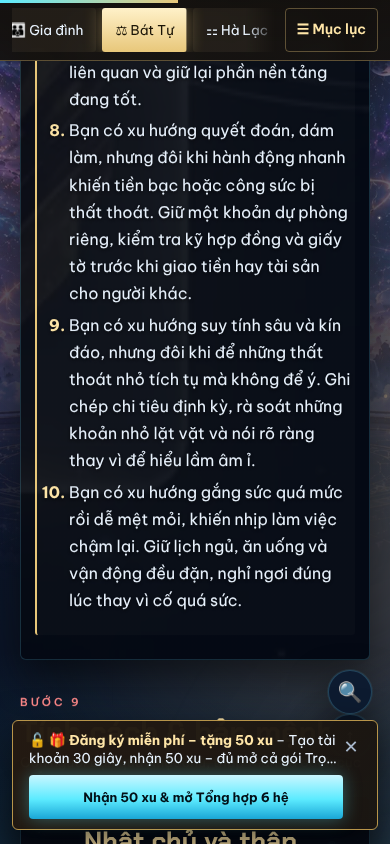 👪 Gia đình ⚖ Bát Tự ⚏ Hà Lạc ☰ Mục lục
liên quan và giữ lại phần nền tảng
đang tốt.
8. Bạn có xu hướng quyết đoán, dám
làm, nhưng đôi khi hành động nhanh
khiến tiền bạc hoặc công sức bị
thất thoát. Giữ một khoản dự phòng
riêng, kiểm tra kỹ hợp đồng và giấy
tờ trước khi giao tiền hay tài sản
cho người khác.
9. Bạn có xu hướng suy tính sâu và kín
đáo, nhưng đôi khi để những thất
thoát nhỏ tích tụ mà không để ý. Ghi
chép chi tiêu định kỳ, rà soát những
khoản nhỏ lặt vặt và nói rõ ràng
thay vì để hiểu lầm âm ỉ.
10. Bạn có xu hướng gắng sức quá mức
rồi dễ mệt mỏi, khiến nhịp làm việc
chậm lại. Giữ lịch ngủ, ăn uống và
vận động đều đặn, nghỉ ngơi đúng
lúc thay vì cố quá sức.
BƯỚC 9
🔓 🎁 Đăng ký miễn phí – tặng 50 xu – Tạo tài
khoản 30 giây, nhận 50 xu – đủ mở cả gói Trọ...
✕
Nhận 50 xu & mở Tổng hợp 6 hệ
Nhật chủ và thân